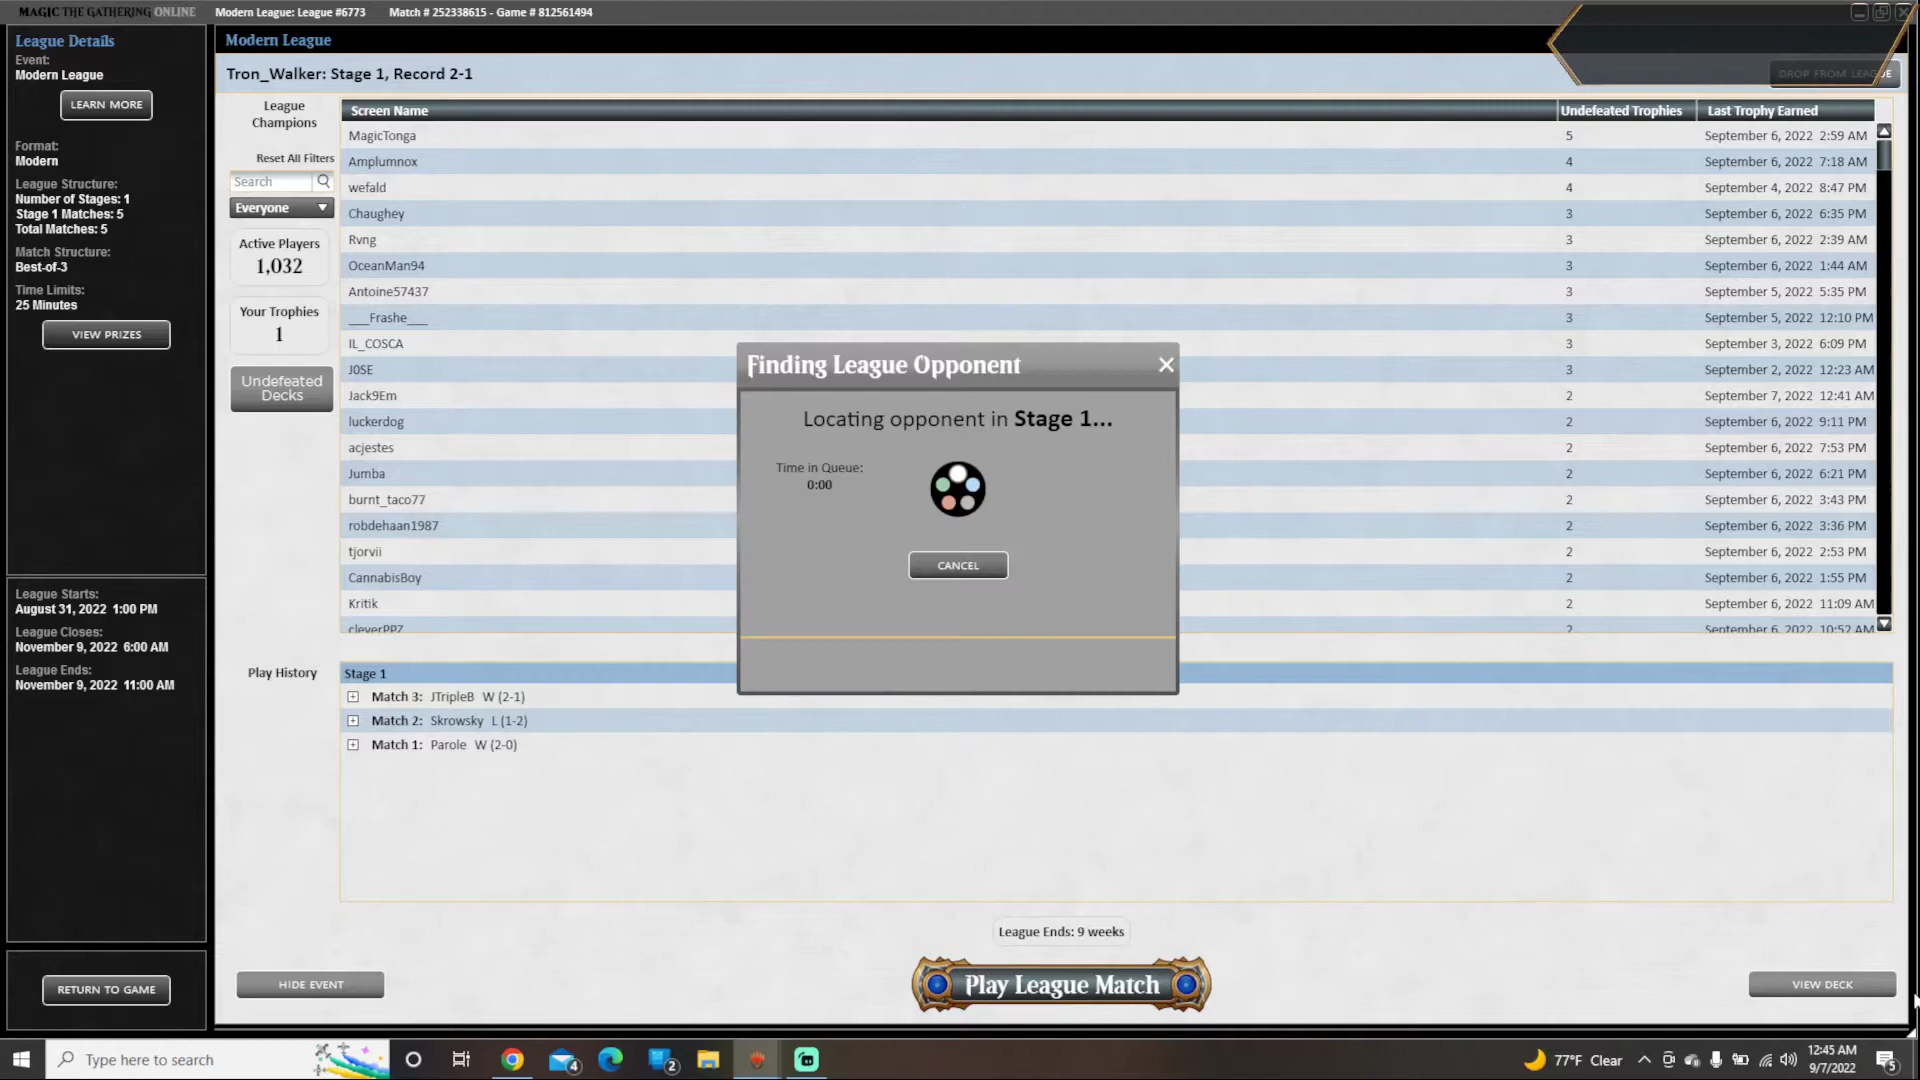 MAGIC THE GATHERING ONLINE Modern League: League #6773 Match # 252338615 - Game # 812561494
League Details
Event:
Modern League
LEARN MORE
Format:
Modern
League Structure:
Number of Stages: 1
Stage 1 Matches: 5
Total Matches: 5
Match Structure:
Best-of-3
Time Limits:
25 Minutes
VIEW PRIZES
League Starts:
August 31, 2022 1:00 PM
League Closes:
November 9, 2022 6:00 AM
League Ends:
November 9, 2022 11:00 AM
RETURN TO GAME
Modern League
Tron_Walker: Stage 1, Record 2-1
DROP FROM LEAGUE
League
Champions
Reset All Filters
Search
Everyone
Active Players
1,032
Your Trophies
1
Undefeated
Decks
Screen Name Undefeated Trophies Last Trophy Earned
MagicTonga 5 September 6, 2022 2:59 AM
Amplumnox 4 September 6, 2022 7:18 AM
wefald 4 September 4, 2022 8:47 PM
Chaughey 3 September 6, 2022 6:35 PM
Rvng 3 September 6, 2022 2:39 AM
OceanMan94 3 September 6, 2022 1:44 AM
Antoine57437 3 September 5, 2022 5:35 PM
___Frashe___ 3 September 5, 2022 12:10 PM
IL_COSCA 3 September 3, 2022 6:09 PM
J0SE 3 September 2, 2022 12:23 AM
Jack9Em 2 September 7, 2022 12:41 AM
luckerdog 2 September 6, 2022 9:11 PM
acjestes 2 September 6, 2022 7:53 PM
Jumba 2 September 6, 2022 6:21 PM
burnt_taco77 2 September 6, 2022 3:43 PM
robdehaan1987 2 September 6, 2022 3:36 PM
tjorvii 2 September 6, 2022 2:53 PM
CannabisBoy 2 September 6, 2022 1:55 PM
Kritik 2 September 6, 2022 11:09 AM
cleverPPZ 2 September 6, 2022 10:52 AM
Finding League Opponent
Locating opponent in Stage 1...
Time in Queue:
0:00
CANCEL
Play History
Stage 1
Match 3: JTripleB W (2-1)
Match 2: Skrowsky L (1-2)
Match 1: Parole W (2-0)
League Ends: 9 weeks
HIDE EVENT
Play League Match
VIEW DECK
Type here to search
4
2
77°F Clear
12:45 AM
9/7/2022
5